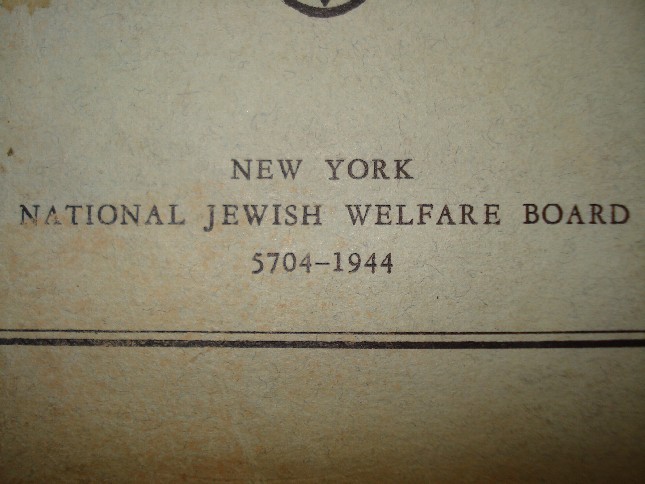 NEW YORK
NATIONAL JEWISH WELFARE BOARD
5704–1944